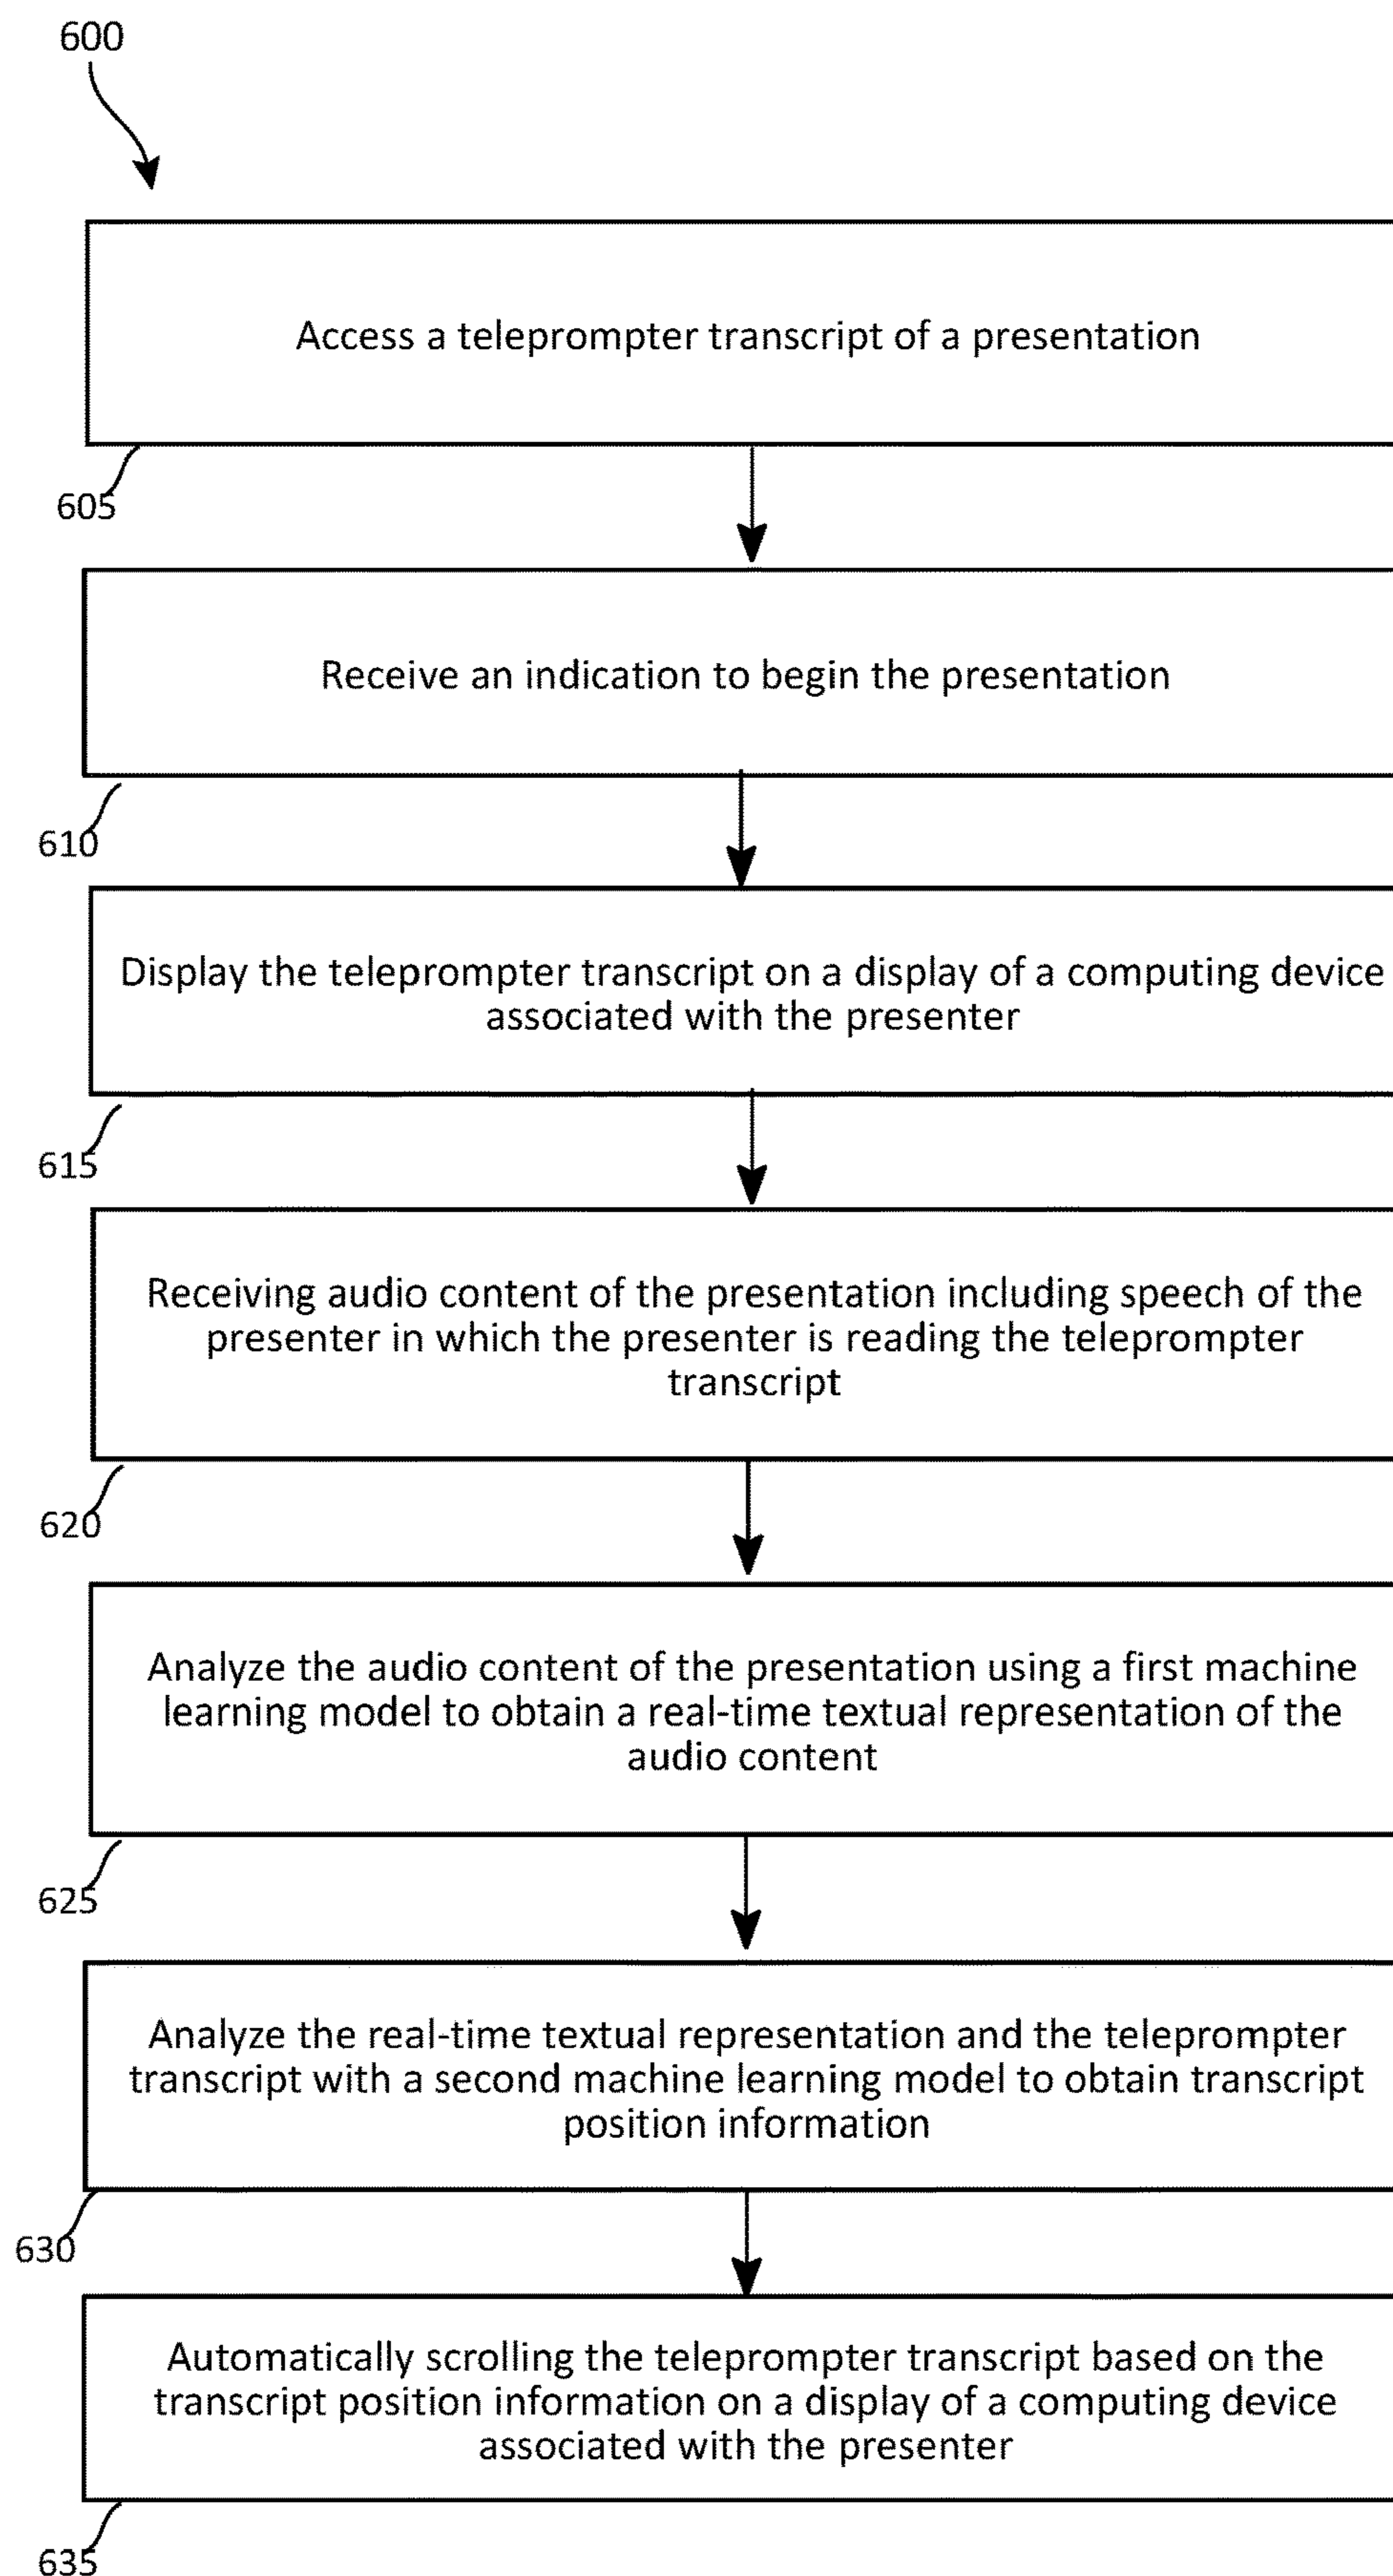 600
Access a teleprompter transcript of a presentation
605
Receive an indication to begin the presentation
610
Display the teleprompter transcript on a display of a computing device
associated with the presenter
615
Receiving audio content of the presentation including speech of the
presenter in which the presenter is reading the teleprompter
transcript
620
Analyze the audio content of the presentation using a first machine
learning model to obtain a real-time textual representation of the
audio content
625
Analyze the real-time textual representation and the teleprompter
transcript with a second machine learning model to obtain transcript
position information
630
Automatically scrolling the teleprompter transcript based on the
transcript position information on a display of a computing device
associated with the presenter
635